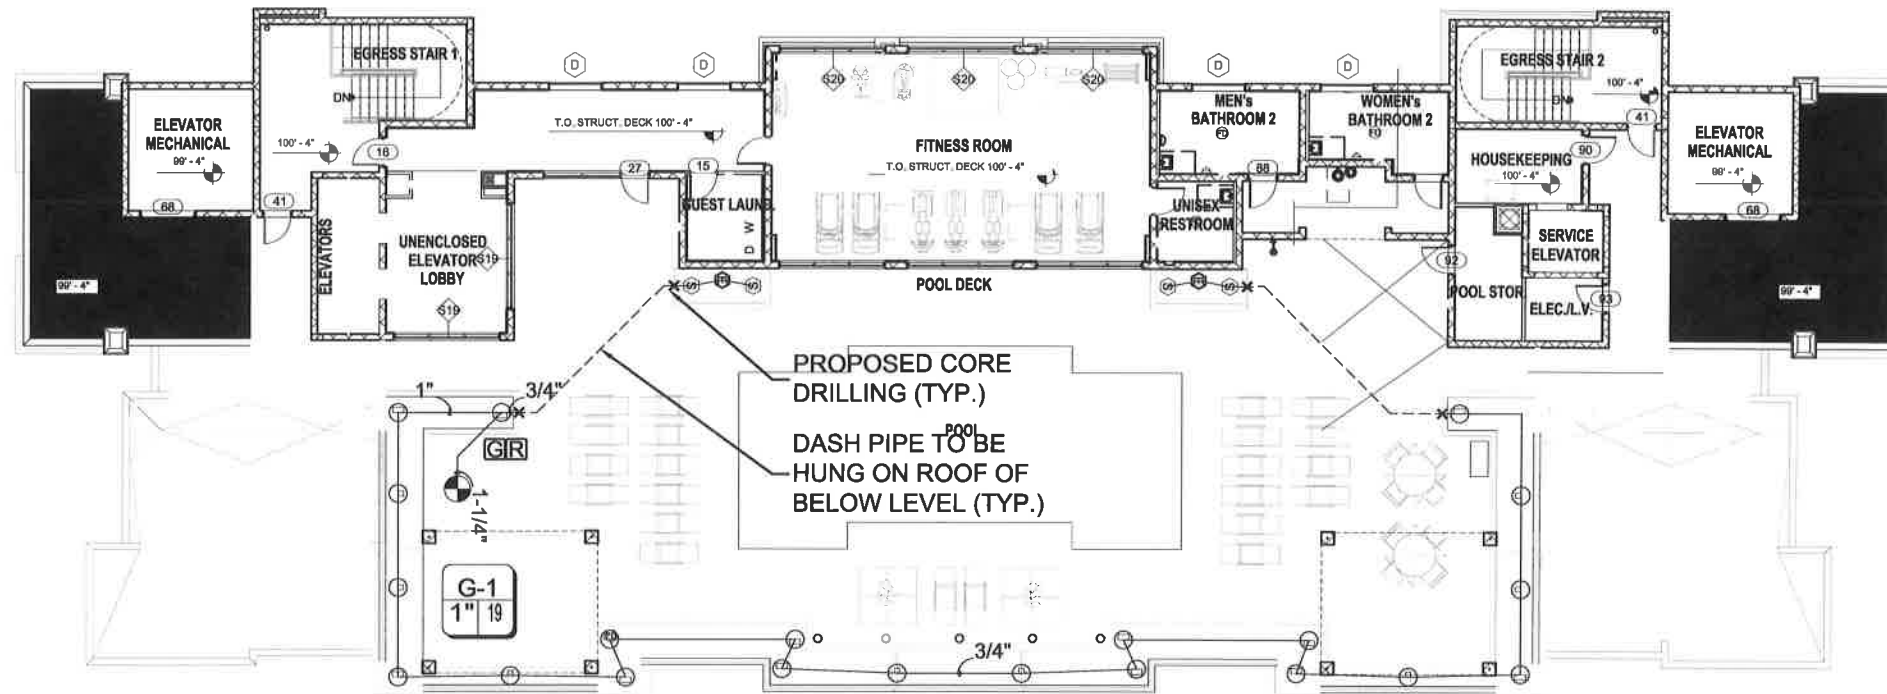 EGRESS STAIR 1
DN
ELEVATOR
MECHANICAL
99' - 4"
68
100' - 4"
16
41
ELEVATORS
UNENCLOSED
ELEVATOR
LOBBY
S19
S19
99' - 4"
D
D
T.O. STRUCT. DECK 100' - 4"
27
15
GUEST LAUN
D W
S20
S20
S20
FITNESS ROOM
T.O. STRUCT. DECK 100' - 4"
POOL DECK
D
D
MEN's
BATHROOM 2
FD
WOMEN's
BATHROOM 2
FD
88
UNISEX
RESTROOM
EGRESS STAIR 2
100' - 4"
DN
41
HOUSEKEEPING
100' - 4"
90
ELEVATOR
MECHANICAL
99' - 4"
68
SERVICE
ELEVATOR
92
POOL STOR
93
ELEC./L.V.
99' - 4"
S
S
S
S
PROPOSED CORE
DRILLING (TYP.)
POOL
DASH PIPE TO BE
HUNG ON ROOF OF
BELOW LEVEL (TYP.)
1"
3/4"
G R
1-1/4"
G-1
1" 19
3/4"